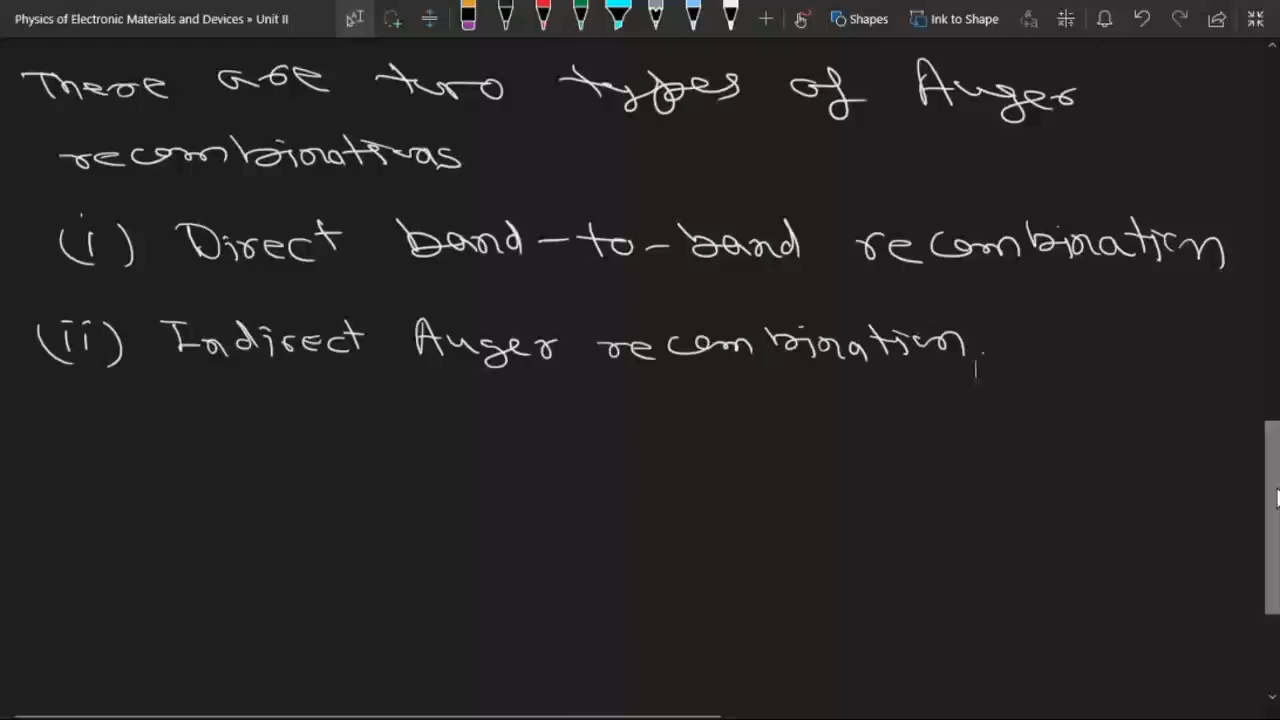 Physics of Electronic Materials and Devices » Unit II
Shapes
Ink to Shape
There are two types of Auger
recombinations
(i) Direct band-to-band recombination
(ii) Indirect Auger recombination.